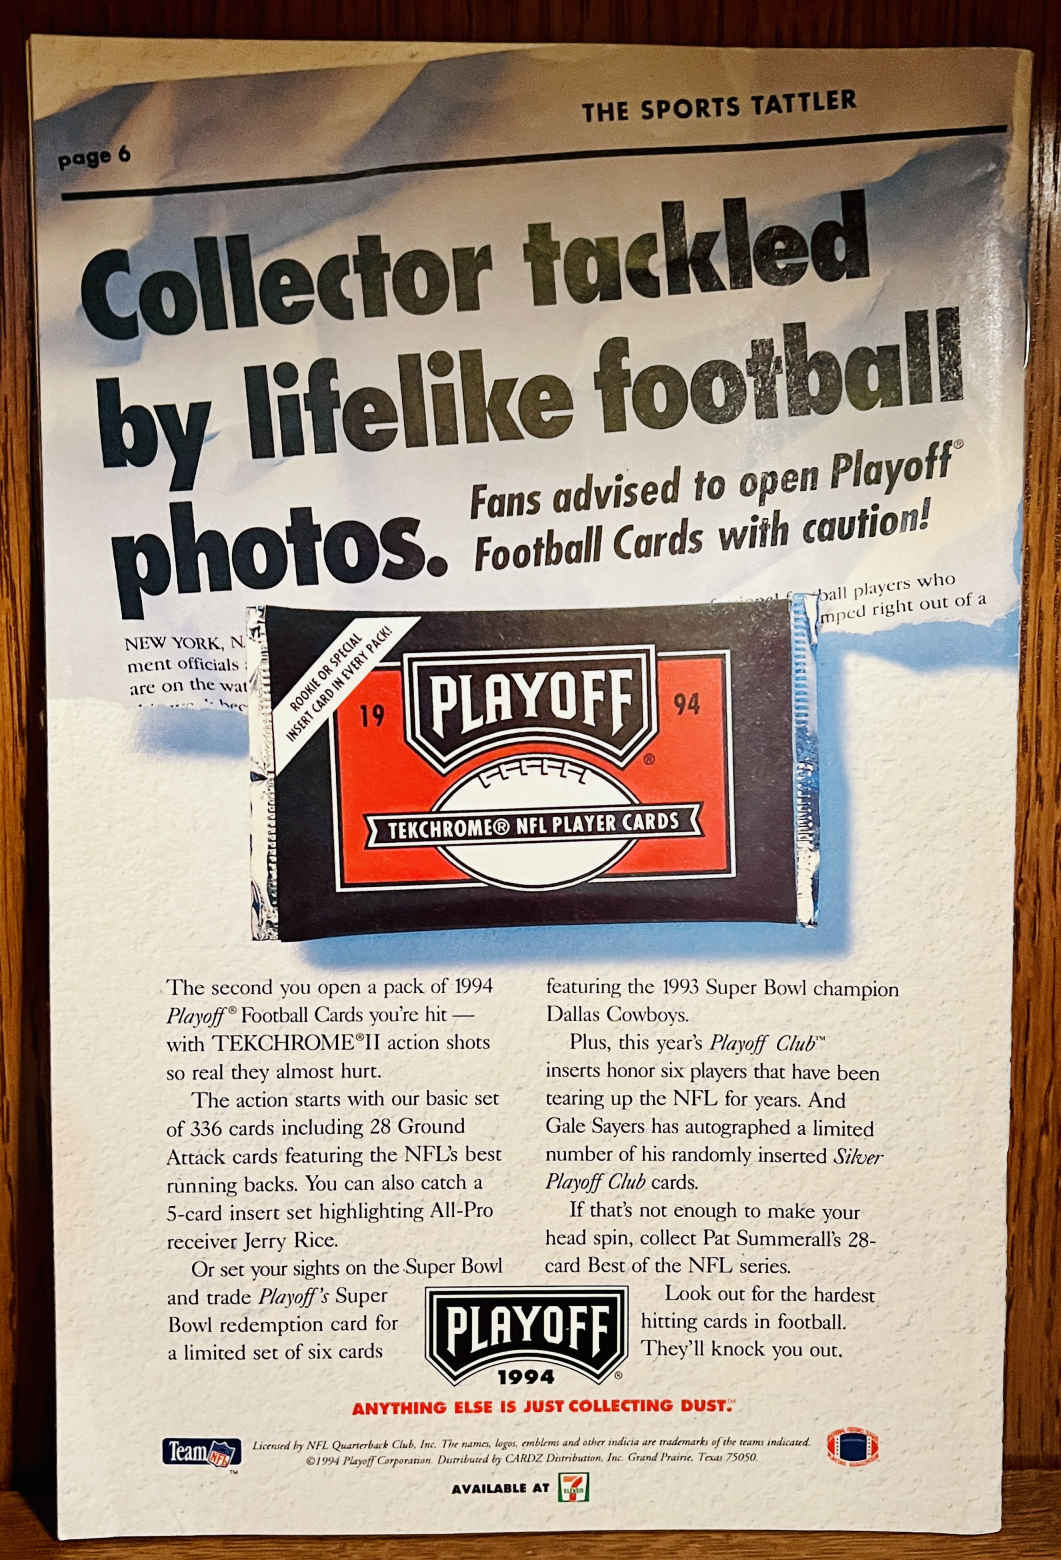 THE SPORTS TATTLER
page 6
Collector tackled
by lifelike football
photos.
Fans advised to open Playoff®
Football Cards with caution!
NEW YORK, N.
ment officials
are on the wat
ball players who
mped right out of a
ROOKIE OR SPECIAL
INSERT CARD IN EVERY PACK!
19 PLAYOFF® 94
TEKCHROME® NFL PLAYER CARDS
The second you open a pack of 1994
Playoff® Football Cards you're hit —
with TEKCHROME®II action shots
so real they almost hurt.
The action starts with our basic set
of 336 cards including 28 Ground
Attack cards featuring the NFL's best
running backs. You can also catch a
5-card insert set highlighting All-Pro
receiver Jerry Rice.
Or set your sights on the Super Bowl
and trade Playoff's Super
Bowl redemption card for
a limited set of six cards
featuring the 1993 Super Bowl champion
Dallas Cowboys.
Plus, this year's Playoff Club™
inserts honor six players that have been
tearing up the NFL for years. And
Gale Sayers has autographed a limited
number of his randomly inserted Silver
Playoff Club cards.
If that's not enough to make your
head spin, collect Pat Summerall's 28-
card Best of the NFL series.
Look out for the hardest
hitting cards in football.
They'll knock you out.
PLAYOFF
1994®
ANYTHING ELSE IS JUST COLLECTING DUST.™
Team NFL™
Licensed by NFL Quarterback Club, Inc. The names, logos, emblems and other indicia are trademarks of the teams indicated.
©1994 Playoff Corporation. Distributed by CARDZ Distribution, Inc. Grand Prairie, Texas 75050.
AVAILABLE AT 7 ELEVEN